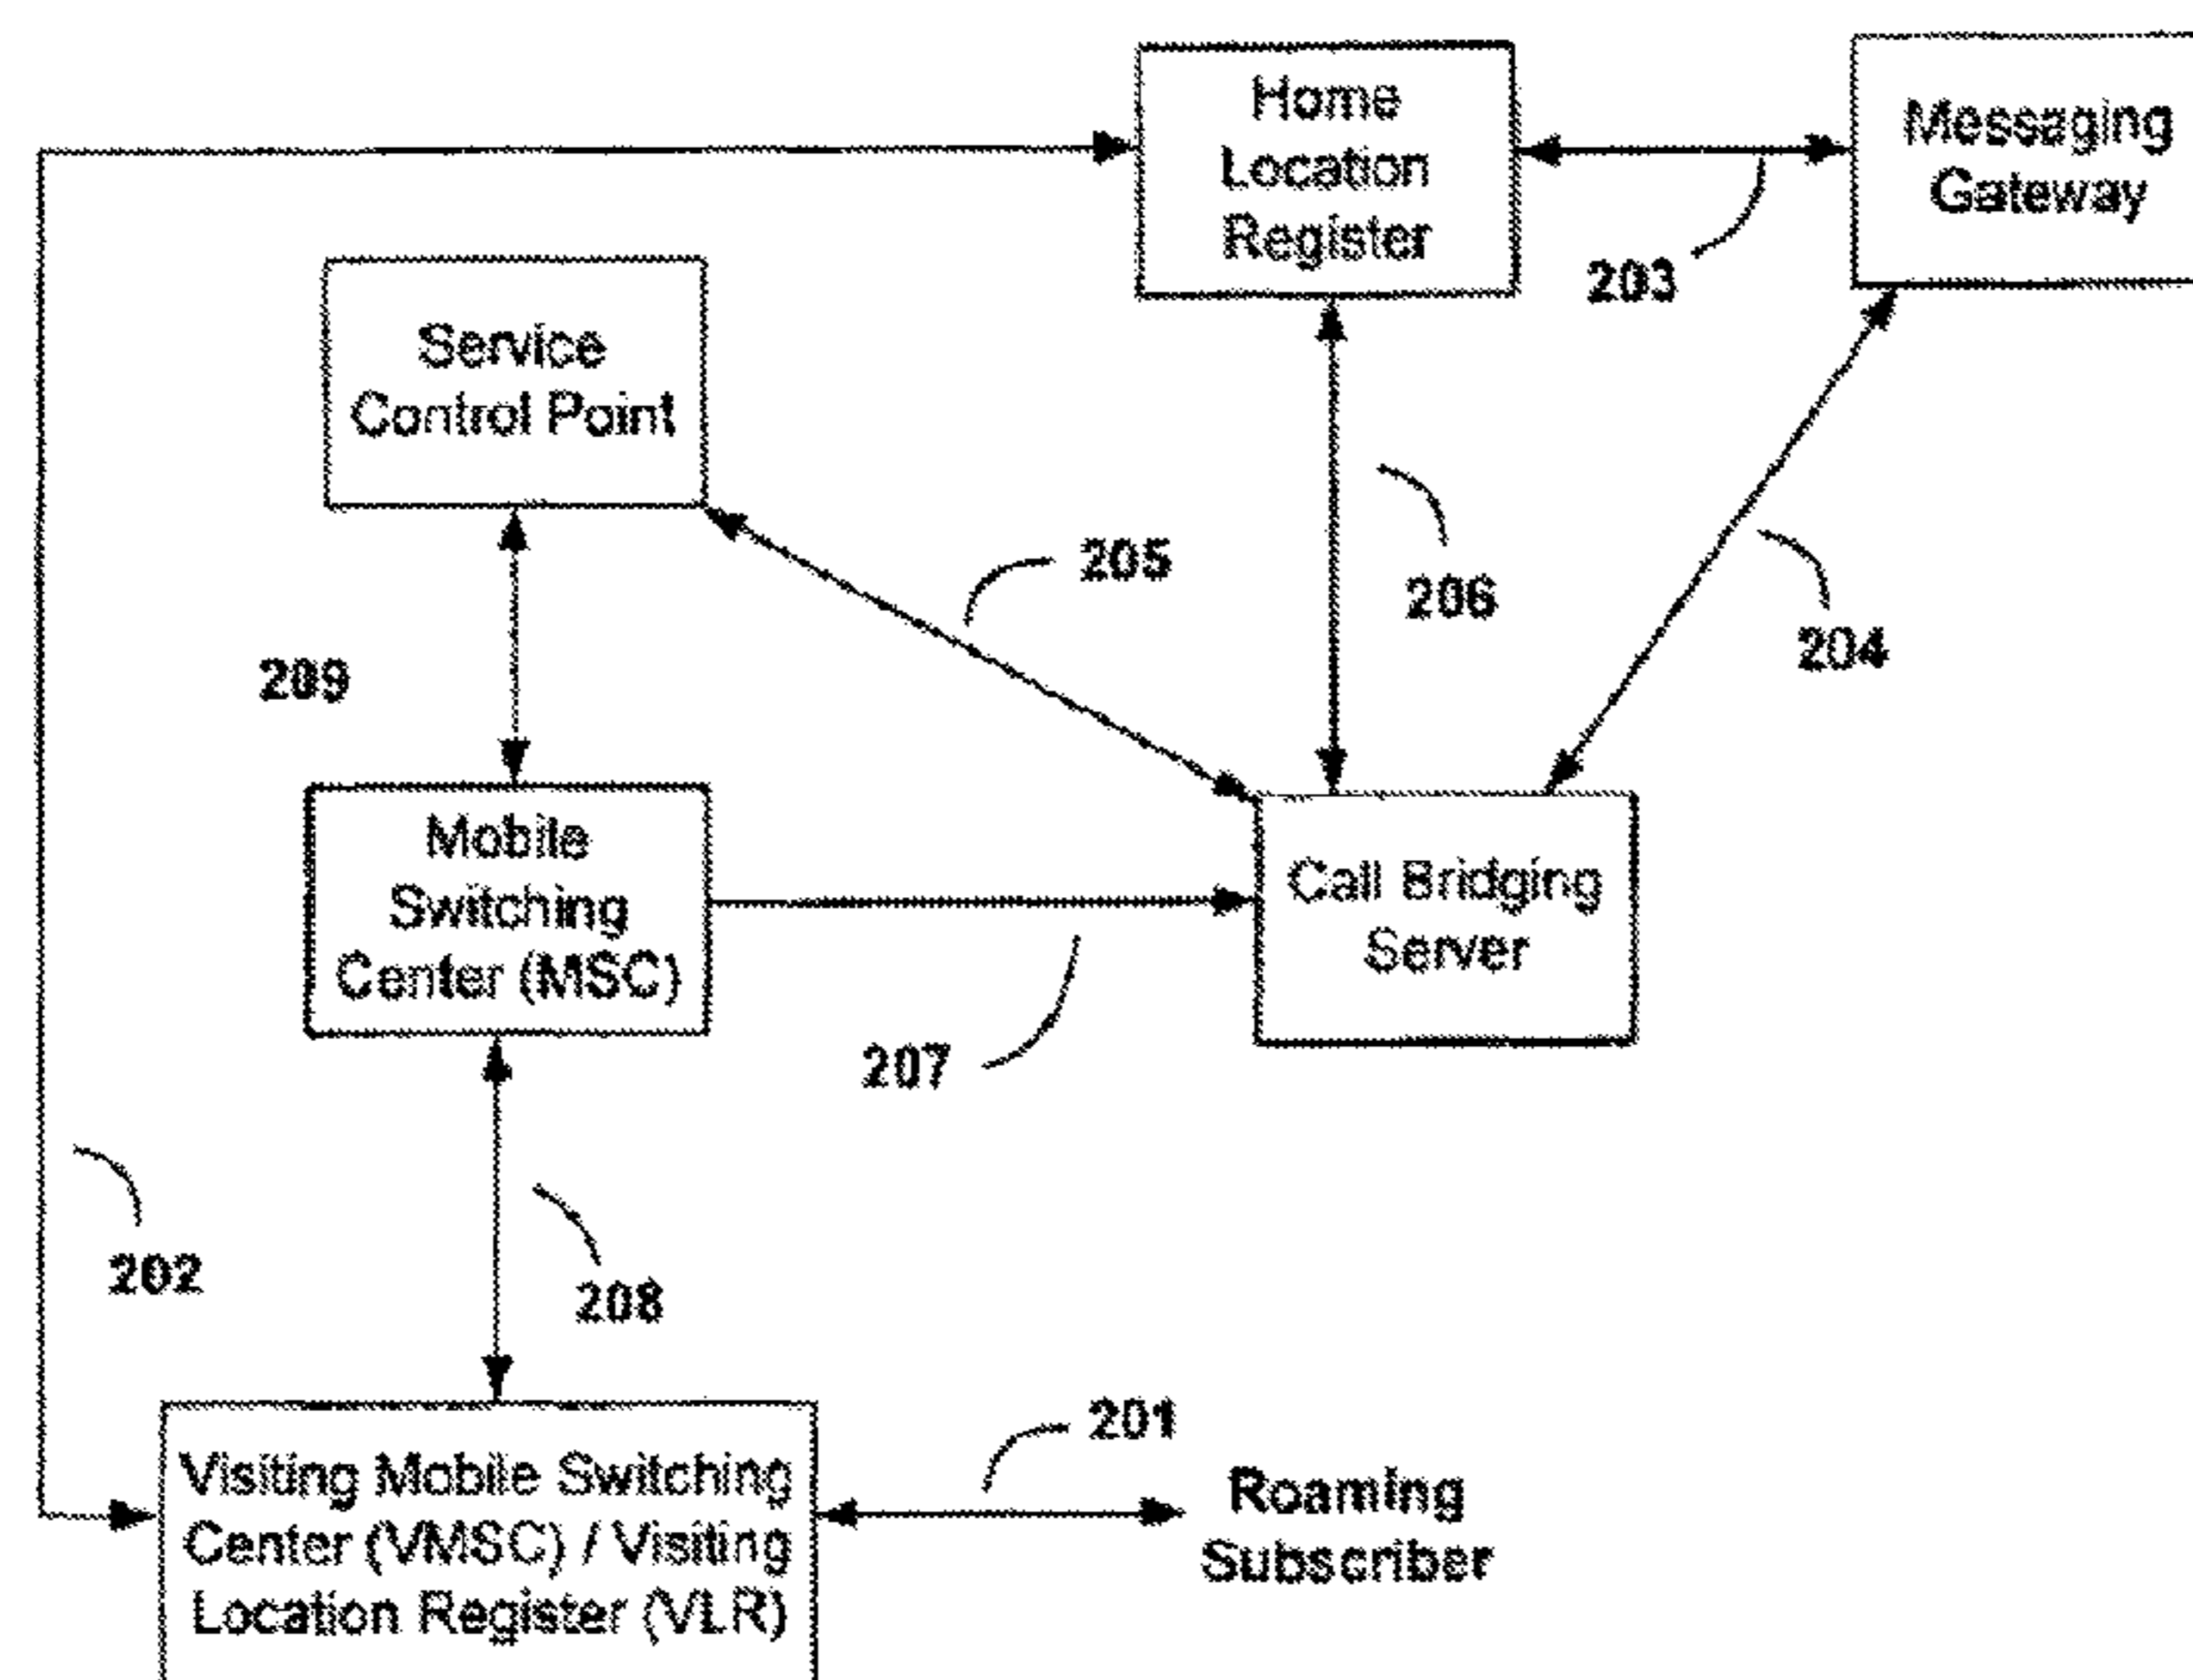 Home
Location
Register
Messaging
Gateway
203
Service
Control Point
205
206
204
209
Mobile
Switching
Center (MSC)
Call Bridging
Server
207
202
208
201
Visiting Mobile Switching
Center (VMSC) / Visiting
Location Register (VLR)
Roaming
Subscriber